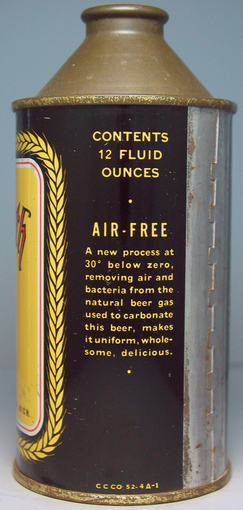 CONTENTS
12 FLUID
OUNCES
AIR-FREE
A new process at
30° below zero,
removing air and
bacteria from the
natural beer gas
used to carbonate
this beer, makes
it uniform, whole-
some, delicious.
C C CO 52-4A-1